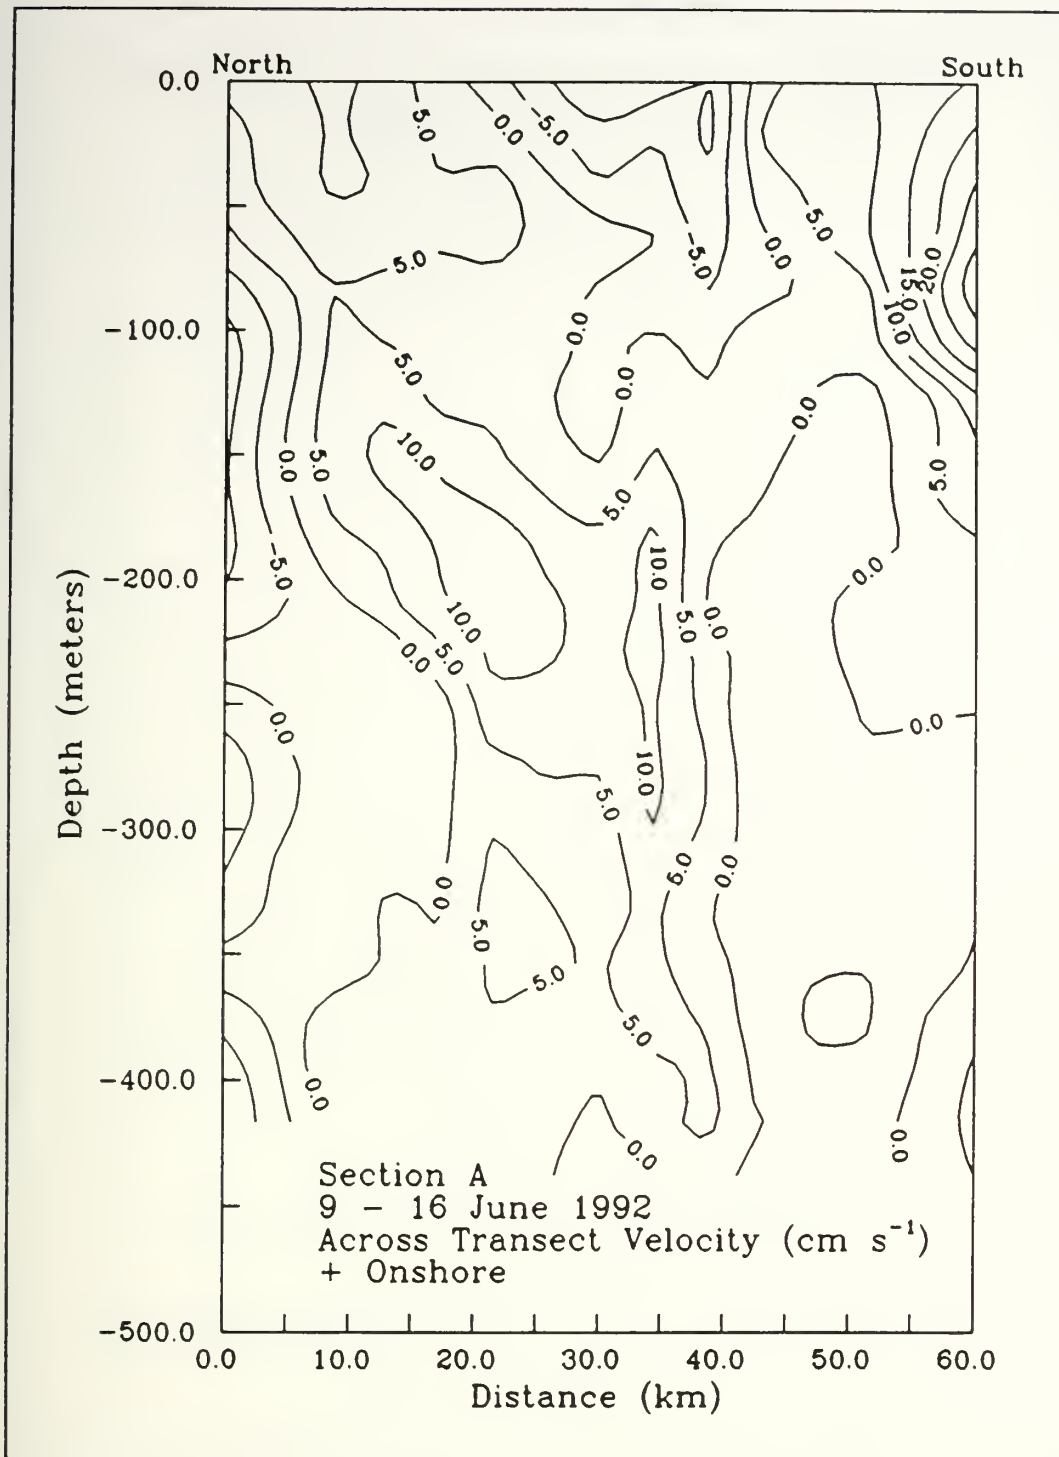 North South
0.0
-100.0
-200.0
-300.0
-400.0
-500.0
Depth (meters)
5.0 0.0 -5.0
5.0 -5.0 0.0 5.0 15.0 20.0 10.0
0.0 0.0
5.0 0.0
10.0 0.0 5.0 5.0 5.0
-5.0 10.0 0.0
10.0 5.0 0.0
0.0 5.0
0.0 0.0
10.0
5.0
0.0 5.0 0.0
5.0 5.0
5.0
0.0
0.0 0.0
Section A
9 - 16 June 1992
Across Transect Velocity (cm s⁻¹)
+ Onshore
0.0 10.0 20.0 30.0 40.0 50.0 60.0
Distance (km)